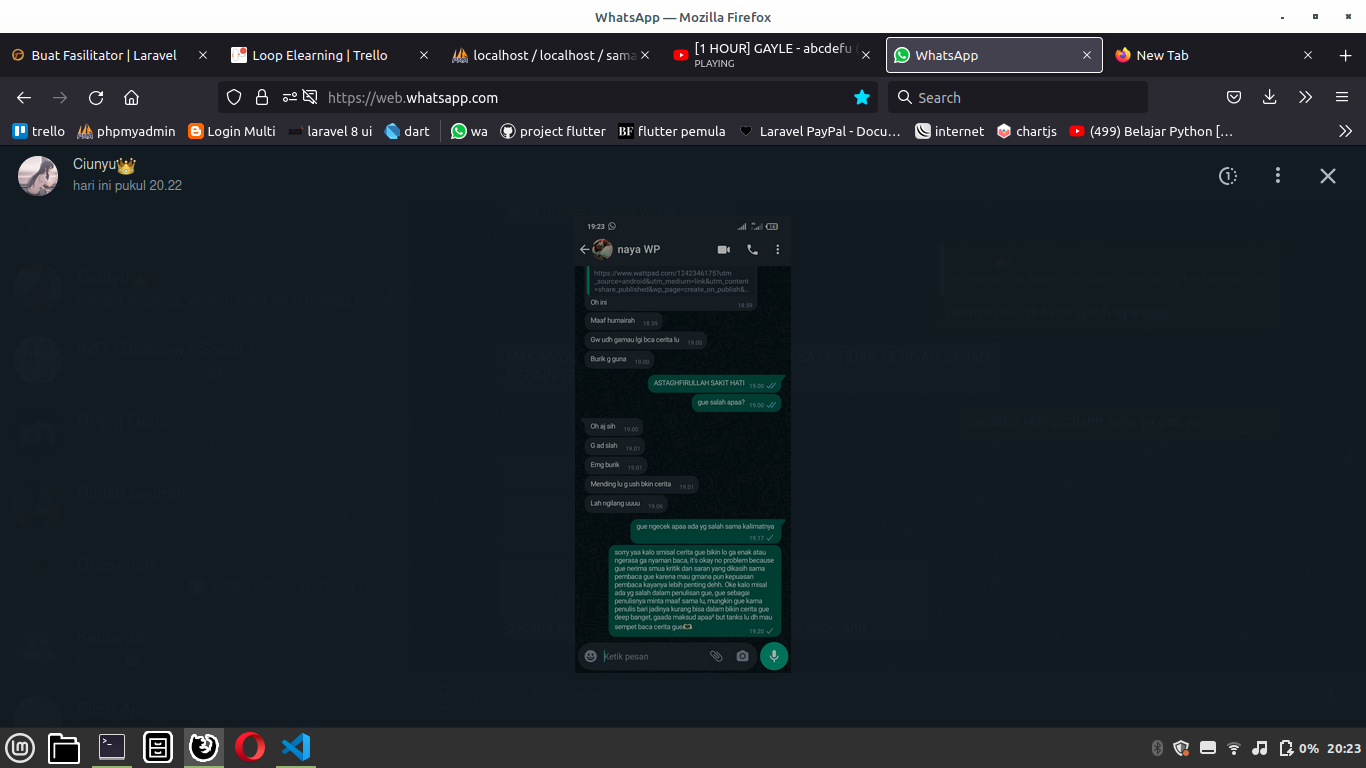 WhatsApp — Mozilla Firefox
Buat Fasilitator | Laravel
Loop Elearning | Trello
localhost / localhost / sama
[1 HOUR] GAYLE - abcdefu (
PLAYING
WhatsApp
New Tab
https://web.whatsapp.com
Search
trello
phpmyadmin
Login Multi
laravel 8 ui
dart
wa
project flutter
BF flutter pemula
Laravel PayPal - Docu…
internet
chartjs
(499) Belajar Python […
Ciunyu👑
hari ini pukul 20.22
19:23
naya WP
https://www.wattpad.com/1242346175?utm
_source=android&utm_medium=link&utm_content
=share_published&wp_page=create_on_publish&..
Oh ini 18.59
Maaf humairah 18.59
Gw udh gamau lgi bca cerita lu 19.00
Burik g guna 19.00
ASTAGHFIRULLAH SAKIT HATI 19.00
gue salah apaa? 19.00
Oh aj sih 19.00
G ad slah 19.01
Emg burik 19.01
Mending lu g ush bkin cerita 19.01
Lah ngilang uuuu 19.06
gue ngecek apaa ada yg salah sama kalimatnya
19.17
sorry yaa kalo smisal cerita gue bikin lo ga enak atau
ngerasa ga nyaman baca, it's okay no problem because
gue nerima smua kritik dan saran yang dikasih sama
pembaca gue karena mau gmana pun kepuasan
pembaca kayanya lebih penting dehh. Oke kalo misal
ada yg salah dalam penulisan gue, gue sebagai
penulisnya minta maaf sama lu, mungkin gue karna
penulis bari jadinya kurang bisa dalam bikin cerita gue
deep banget, gaada maksud apaa² but tanks lu dh mau
sempet baca cerita gue🫶
19.20
Ketik pesan
0% 20:23